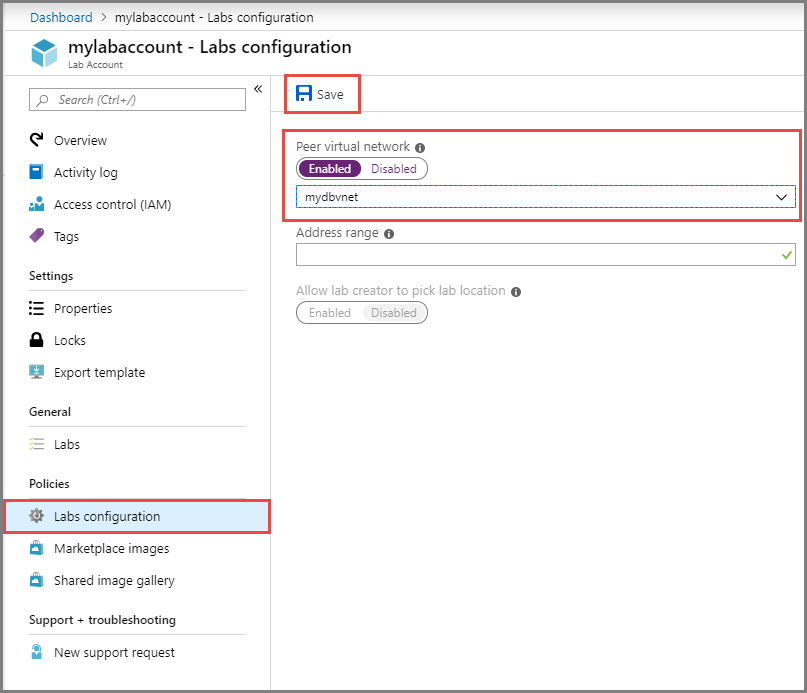 Dashboard > mylabaccount - Labs configuration
mylabaccount - Labs configuration
Lab Account
Search (Ctrl+/)
«
Overview
Activity log
Access control (IAM)
Tags
Settings
Properties
Locks
Export template
General
Labs
Policies
Labs configuration
Marketplace images
Shared image gallery
Support + troubleshooting
New support request
Save
Peer virtual network
Enabled Disabled
mydbvnet
Address range
Allow lab creator to pick lab location
Enabled Disabled